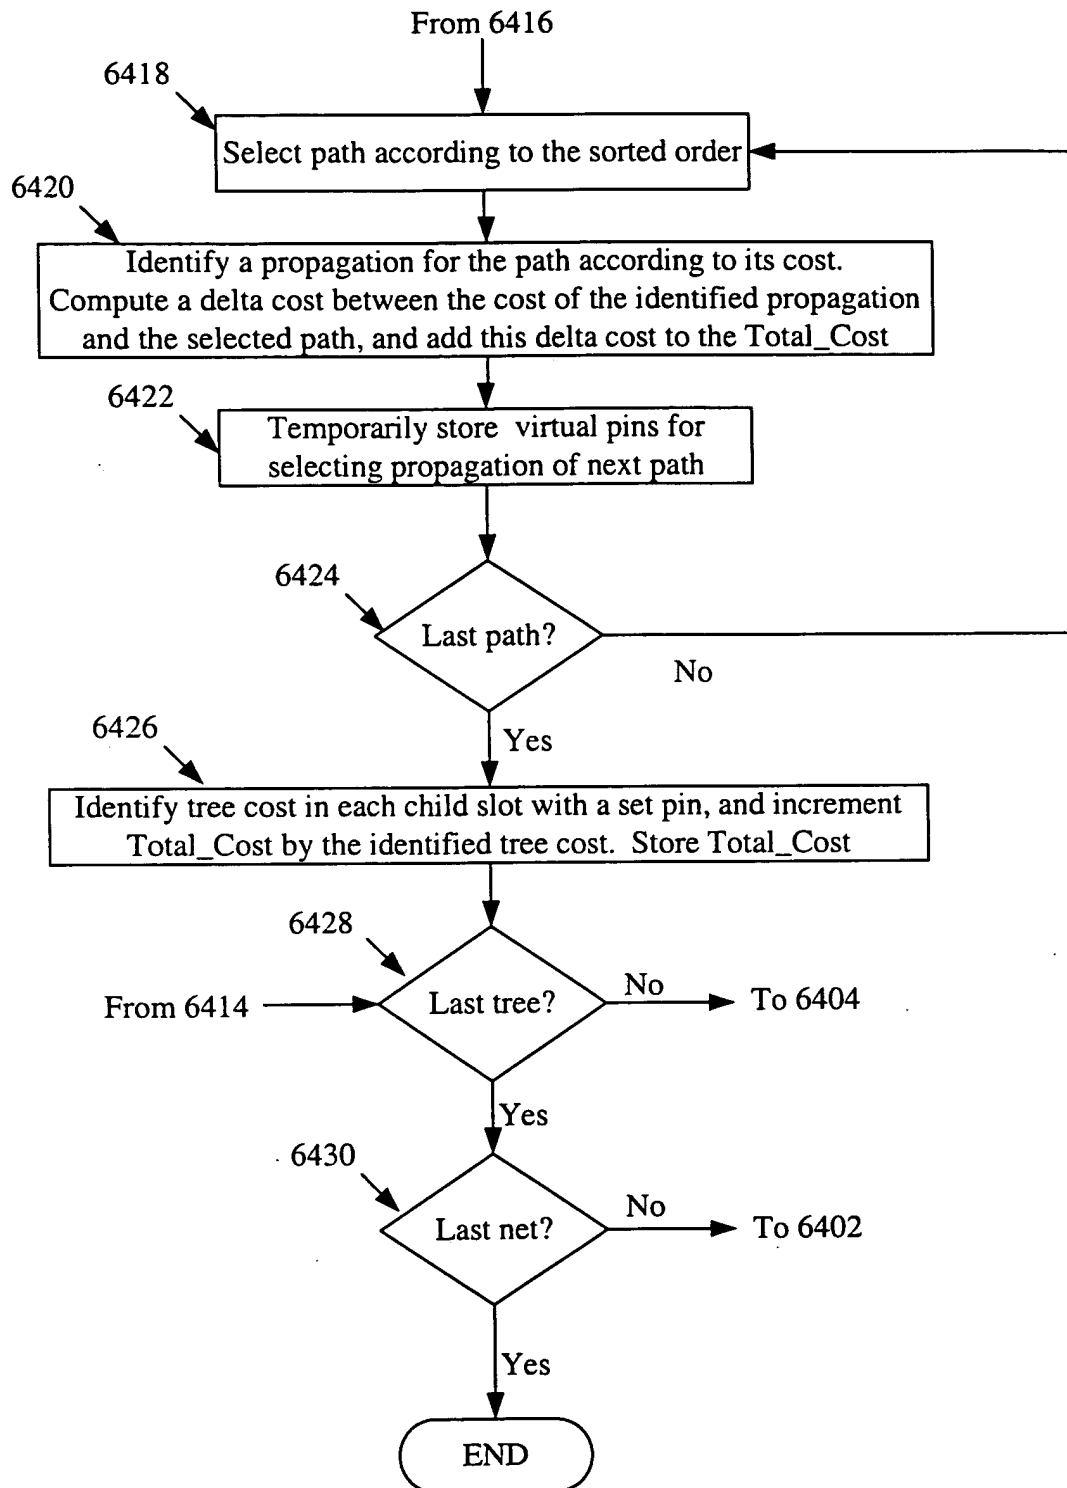 From 6416
6418
Select path according to the sorted order
6420
Identify a propagation for the path according to its cost.
Compute a delta cost between the cost of the identified propagation
and the selected path, and add this delta cost to the Total_Cost
6422
Temporarily store virtual pins for
selecting propagation of next path
6424
Last path?
No
Yes
6426
Identify tree cost in each child slot with a set pin, and increment
Total_Cost by the identified tree cost. Store Total_Cost
6428
From 6414
Last tree?
No
To 6404
Yes
6430
Last net?
No
To 6402
Yes
END